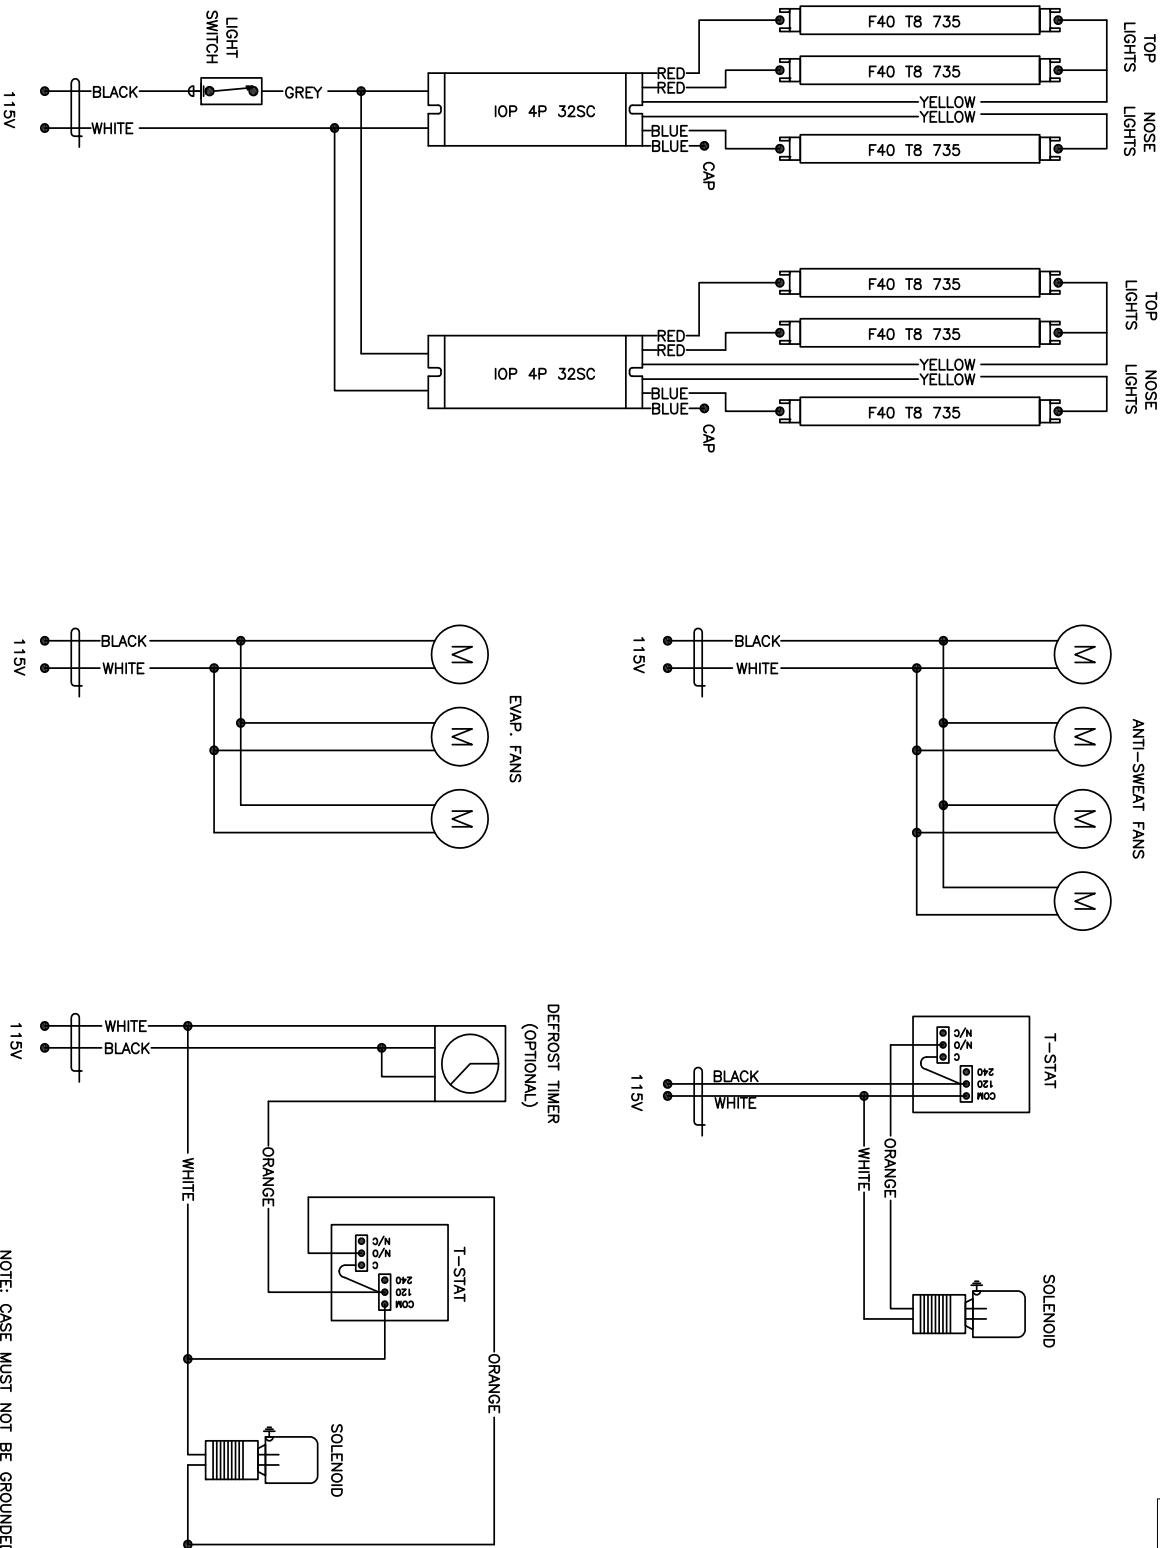 LIGHT
SWITCH
115V
BLACK
WHITE
GREY
IOP 4P 32SC
RED
RED
YELLOW
YELLOW
BLUE
BLUE
CAP
F40 T8 735
F40 T8 735
F40 T8 735
TOP
LIGHTS
NOSE
LIGHTS
IOP 4P 32SC
RED
RED
YELLOW
YELLOW
BLUE
BLUE
CAP
F40 T8 735
F40 T8 735
F40 T8 735
TOP
LIGHTS
NOSE
LIGHTS
115V
BLACK
WHITE
M
M
M
EVAP. FANS
115V
BLACK
WHITE
M
M
M
M
ANTI-SWEAT FANS
115V
WHITE
BLACK
DEFROST TIMER
(OPTIONAL)
WHITE
ORANGE
T-STAT
N/C
N/O
C
240
120
COM
ORANGE
SOLENOID
115V
BLACK
WHITE
T-STAT
N/C
N/O
C
240
120
COM
WHITE
ORANGE
SOLENOID
NOTE: CASE MUST NOT BE GROUNDED